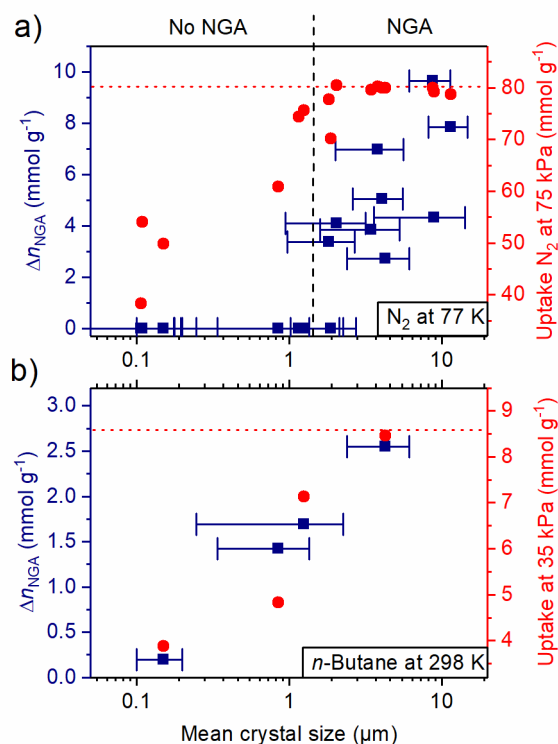 No NGA NGA
a)
Δn_NGA (mmol g⁻¹)
10
8
6
4
2
0
80
70
60
50
40
Uptake N₂ at 75 kPa (mmol g⁻¹)
N₂ at 77 K
0.1 1 10
b)
Δn_NGA (mmol g⁻¹)
3.0
2.5
2.0
1.5
1.0
0.5
0.0
9
8
7
6
5
4
Uptake at 35 kPa (mmol g⁻¹)
n-Butane at 298 K
0.1 1 10
Mean crystal size (µm)